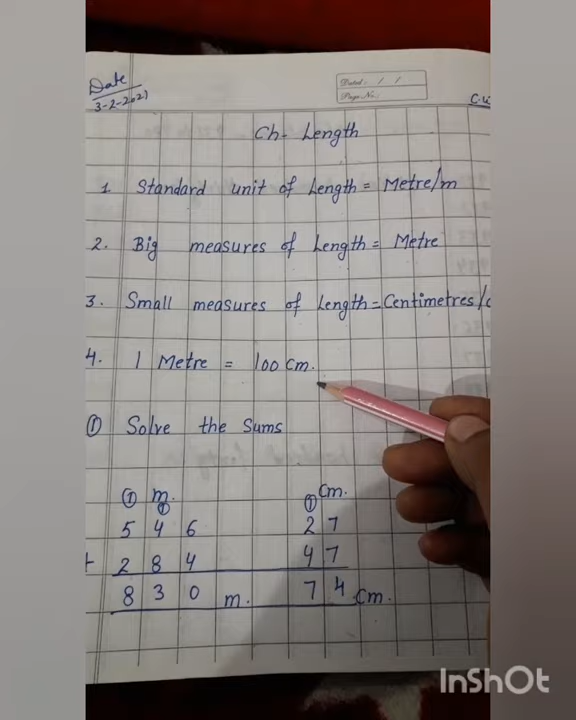 Date
3-2-2021
Dated: / /
Page No.:
Ch- Length
1. Standard unit of Length = Metre/m
2. Big measures of Length = Metre
3. Small measures of Length = Centimetres/c
4. 1 Metre = 100 Cm.
① Solve the Sums
① m. Cm.
① ①
5 4 6 2 7
+ 2 8 4 4 7
8 3 0 m. 7 4 Cm.
InShOt